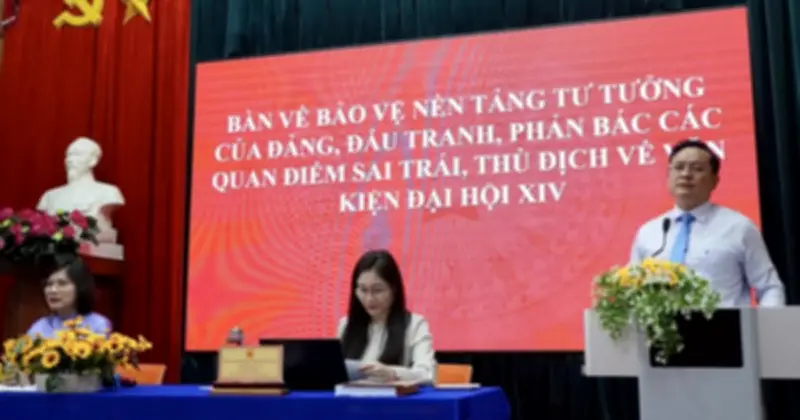 BÀN VỀ BẢO VỆ NỀN TẢNG TƯ TƯỞNG
CỦA ĐẢNG, ĐẤU TRANH, PHẢN BÁC CÁC
QUAN ĐIỂM SAI TRÁI, THÙ ĐỊCH VỀ VĂN
KIỆN ĐẠI HỘI XIV